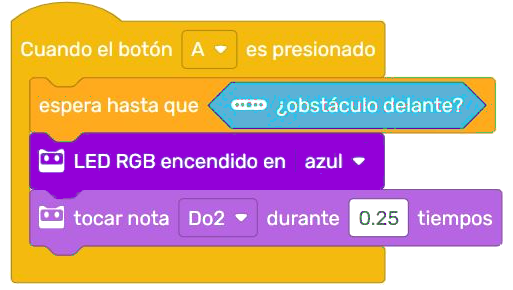 Cuando el botón A es presionado
espera hasta que ¿obstáculo delante?
LED RGB encendido en azul
tocar nota Do2 durante 0.25 tiempos